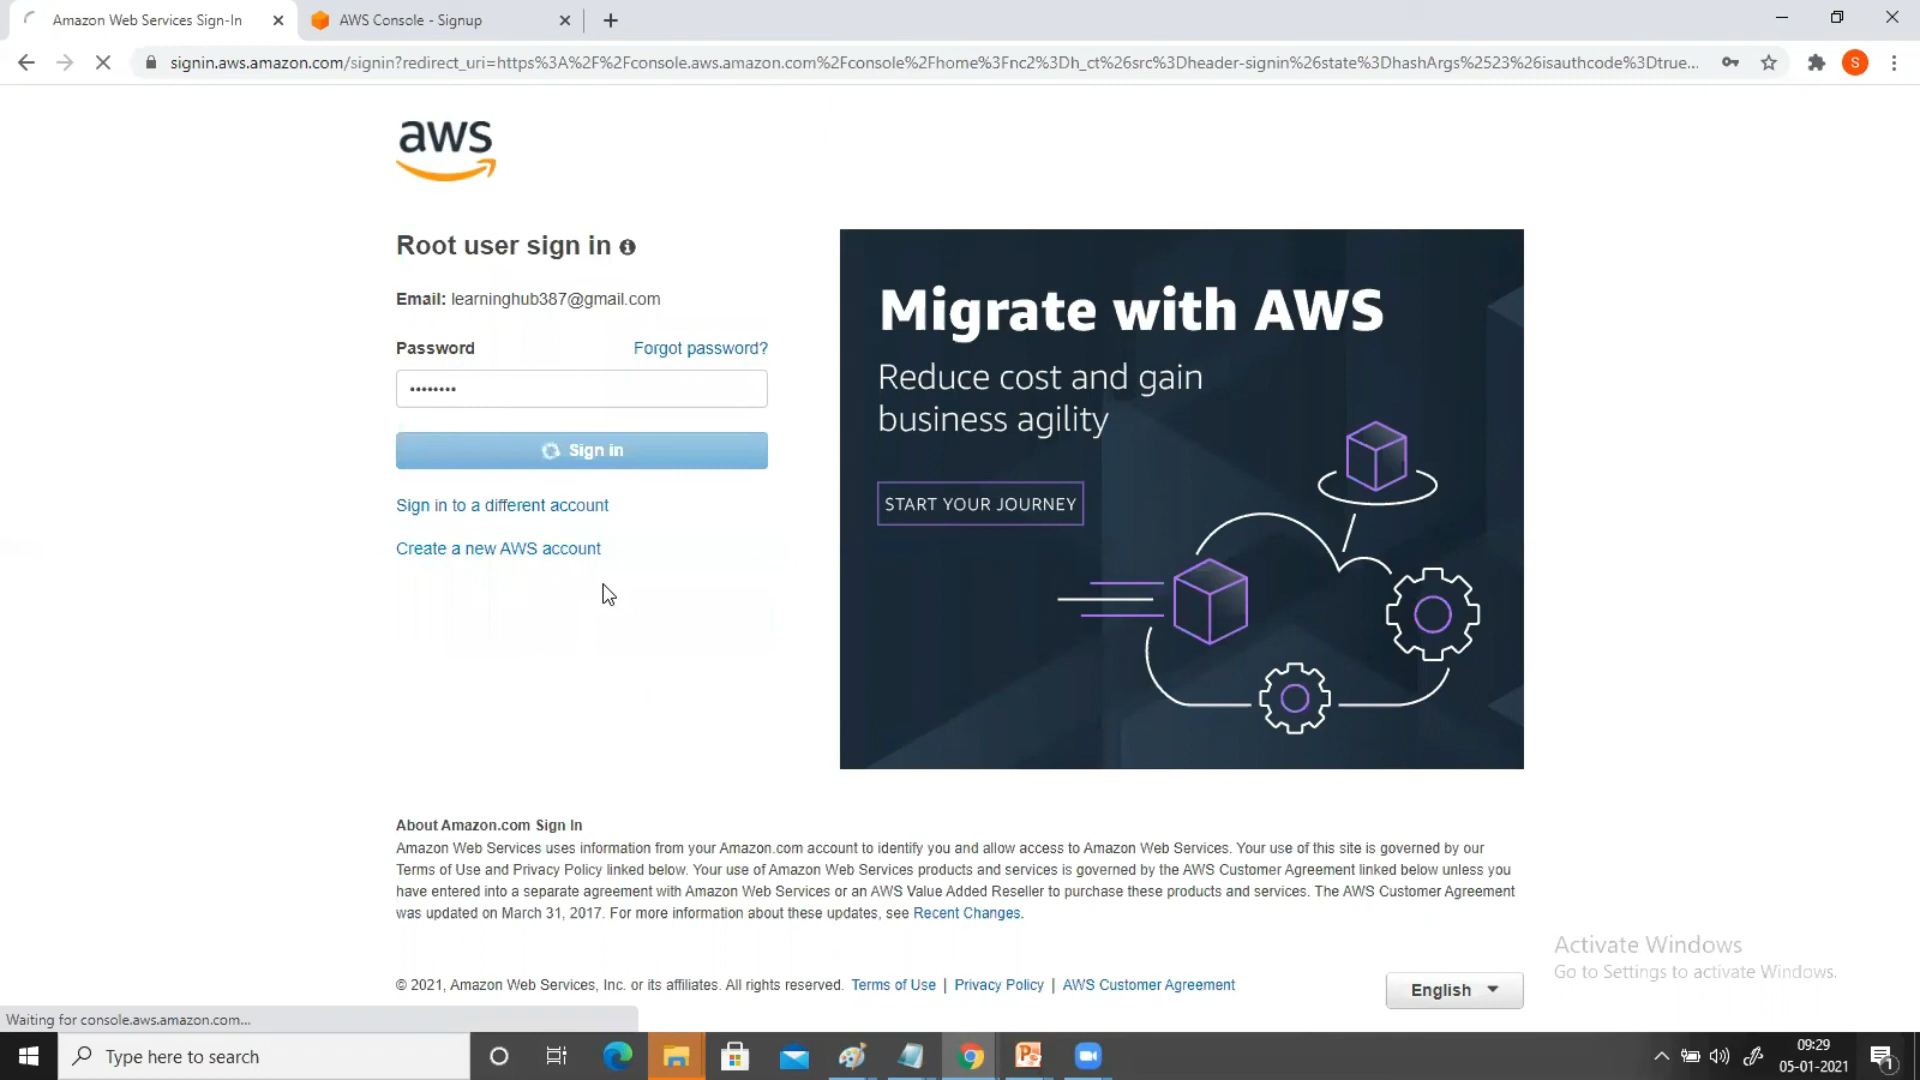 Amazon Web Services Sign-In
AWS Console - Signup
signin.aws.amazon.com/signin?redirect_uri=https%3A%2F%2Fconsole.aws.amazon.com%2Fconsole%2Fhome%3Fnc2%3Dh_ct%26src%3Dheader-signin%26state%3DhashArgs%2523%26isauthcode%3Dtrue...
S
aws
Root user sign in
Email: learninghub387@gmail.com
Password Forgot password?
••••••••
Sign in
Sign in to a different account
Create a new AWS account
Migrate with AWS
Reduce cost and gain
business agility
START YOUR JOURNEY
About Amazon.com Sign In
Amazon Web Services uses information from your Amazon.com account to identify you and allow access to Amazon Web Services. Your use of this site is governed by our
Terms of Use and Privacy Policy linked below. Your use of Amazon Web Services products and services is governed by the AWS Customer Agreement linked below unless you
have entered into a separate agreement with Amazon Web Services or an AWS Value Added Reseller to purchase these products and services. The AWS Customer Agreement
was updated on March 31, 2017. For more information about these updates, see Recent Changes.
Activate Windows
Go to Settings to activate Windows.
© 2021, Amazon Web Services, Inc. or its affiliates. All rights reserved. Terms of Use | Privacy Policy | AWS Customer Agreement
English
Waiting for console.aws.amazon.com...
Type here to search
09:29
05-01-2021
1